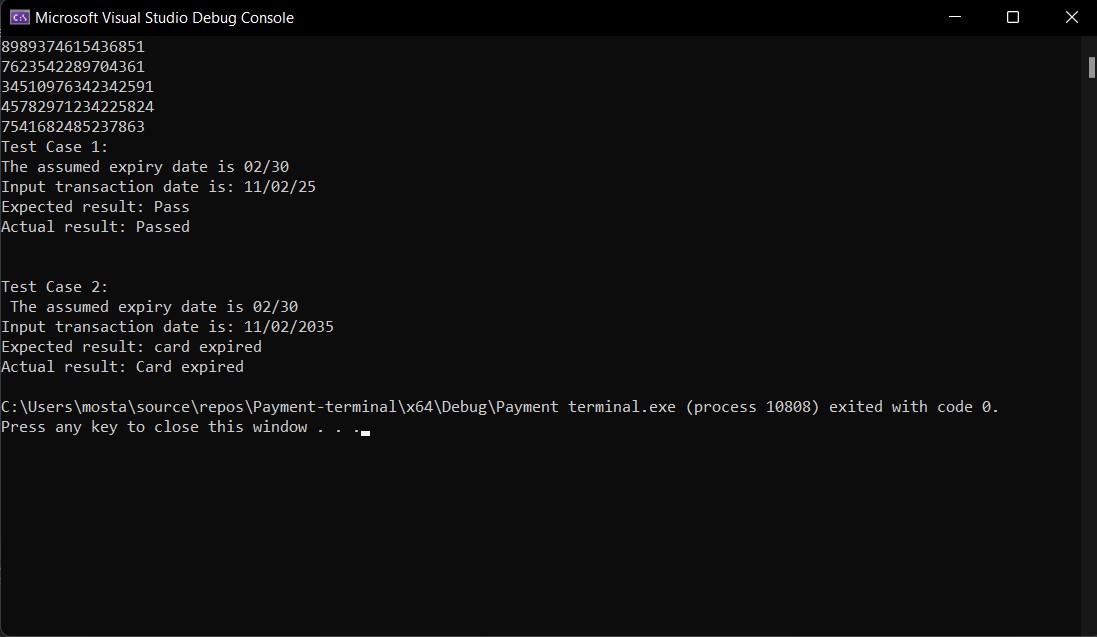 Microsoft Visual Studio Debug Console
8989374615436851
7623542289704361
34510976342342591
45782971234225824
7541682485237863
Test Case 1:
The assumed expiry date is 02/30
Input transaction date is: 11/02/25
Expected result: Pass
Actual result: Passed
Test Case 2:
 The assumed expiry date is 02/30
Input transaction date is: 11/02/2035
Expected result: card expired
Actual result: Card expired
C:\Users\mosta\source\repos\Payment-terminal\x64\Debug\Payment terminal.exe (process 10808) exited with code 0.
Press any key to close this window . . .